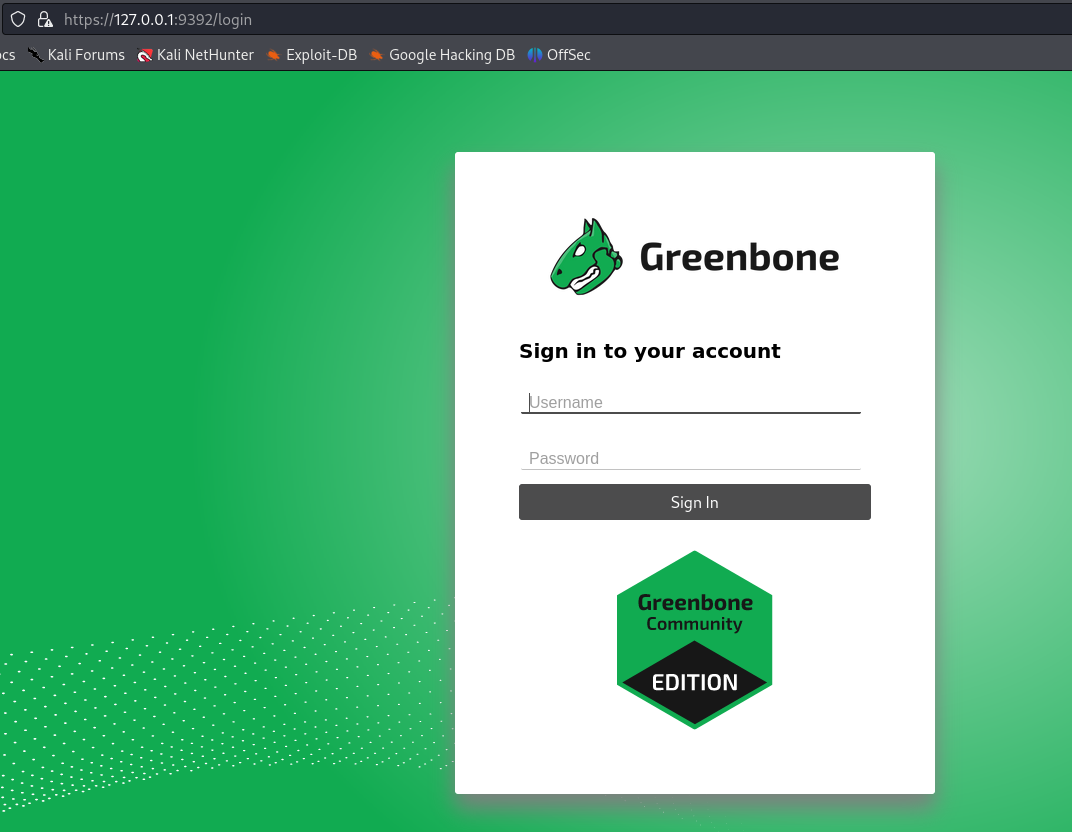 https://127.0.0.1:9392/login
ocs Kali Forums Kali NetHunter Exploit-DB Google Hacking DB OffSec
Greenbone
Sign in to your account
Username
Password
Sign In
Greenbone
Community
EDITION